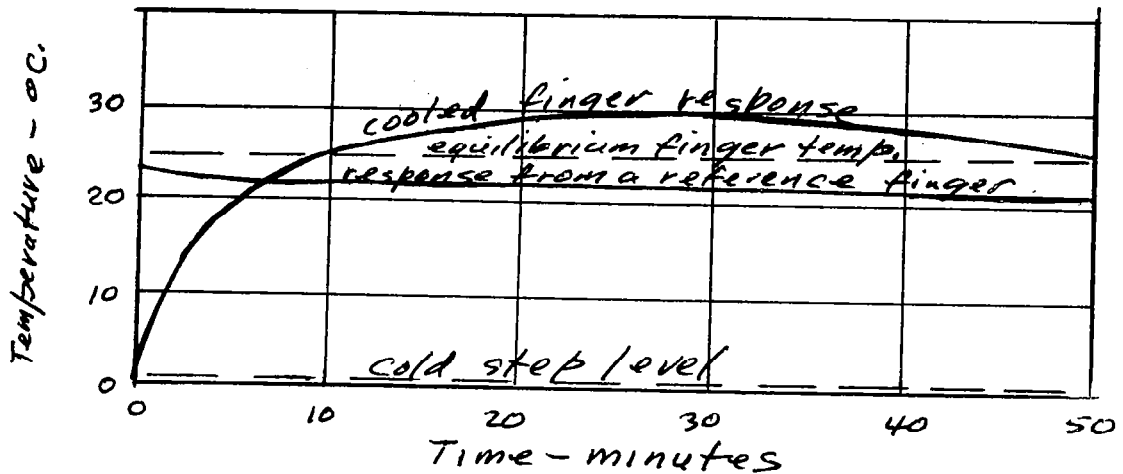 Temperature - °C.
30
20
10
0
cooled finger response
equilibrium finger temp.
response from a reference finger
cold step level
0 10 20 30 40 50
Time - minutes